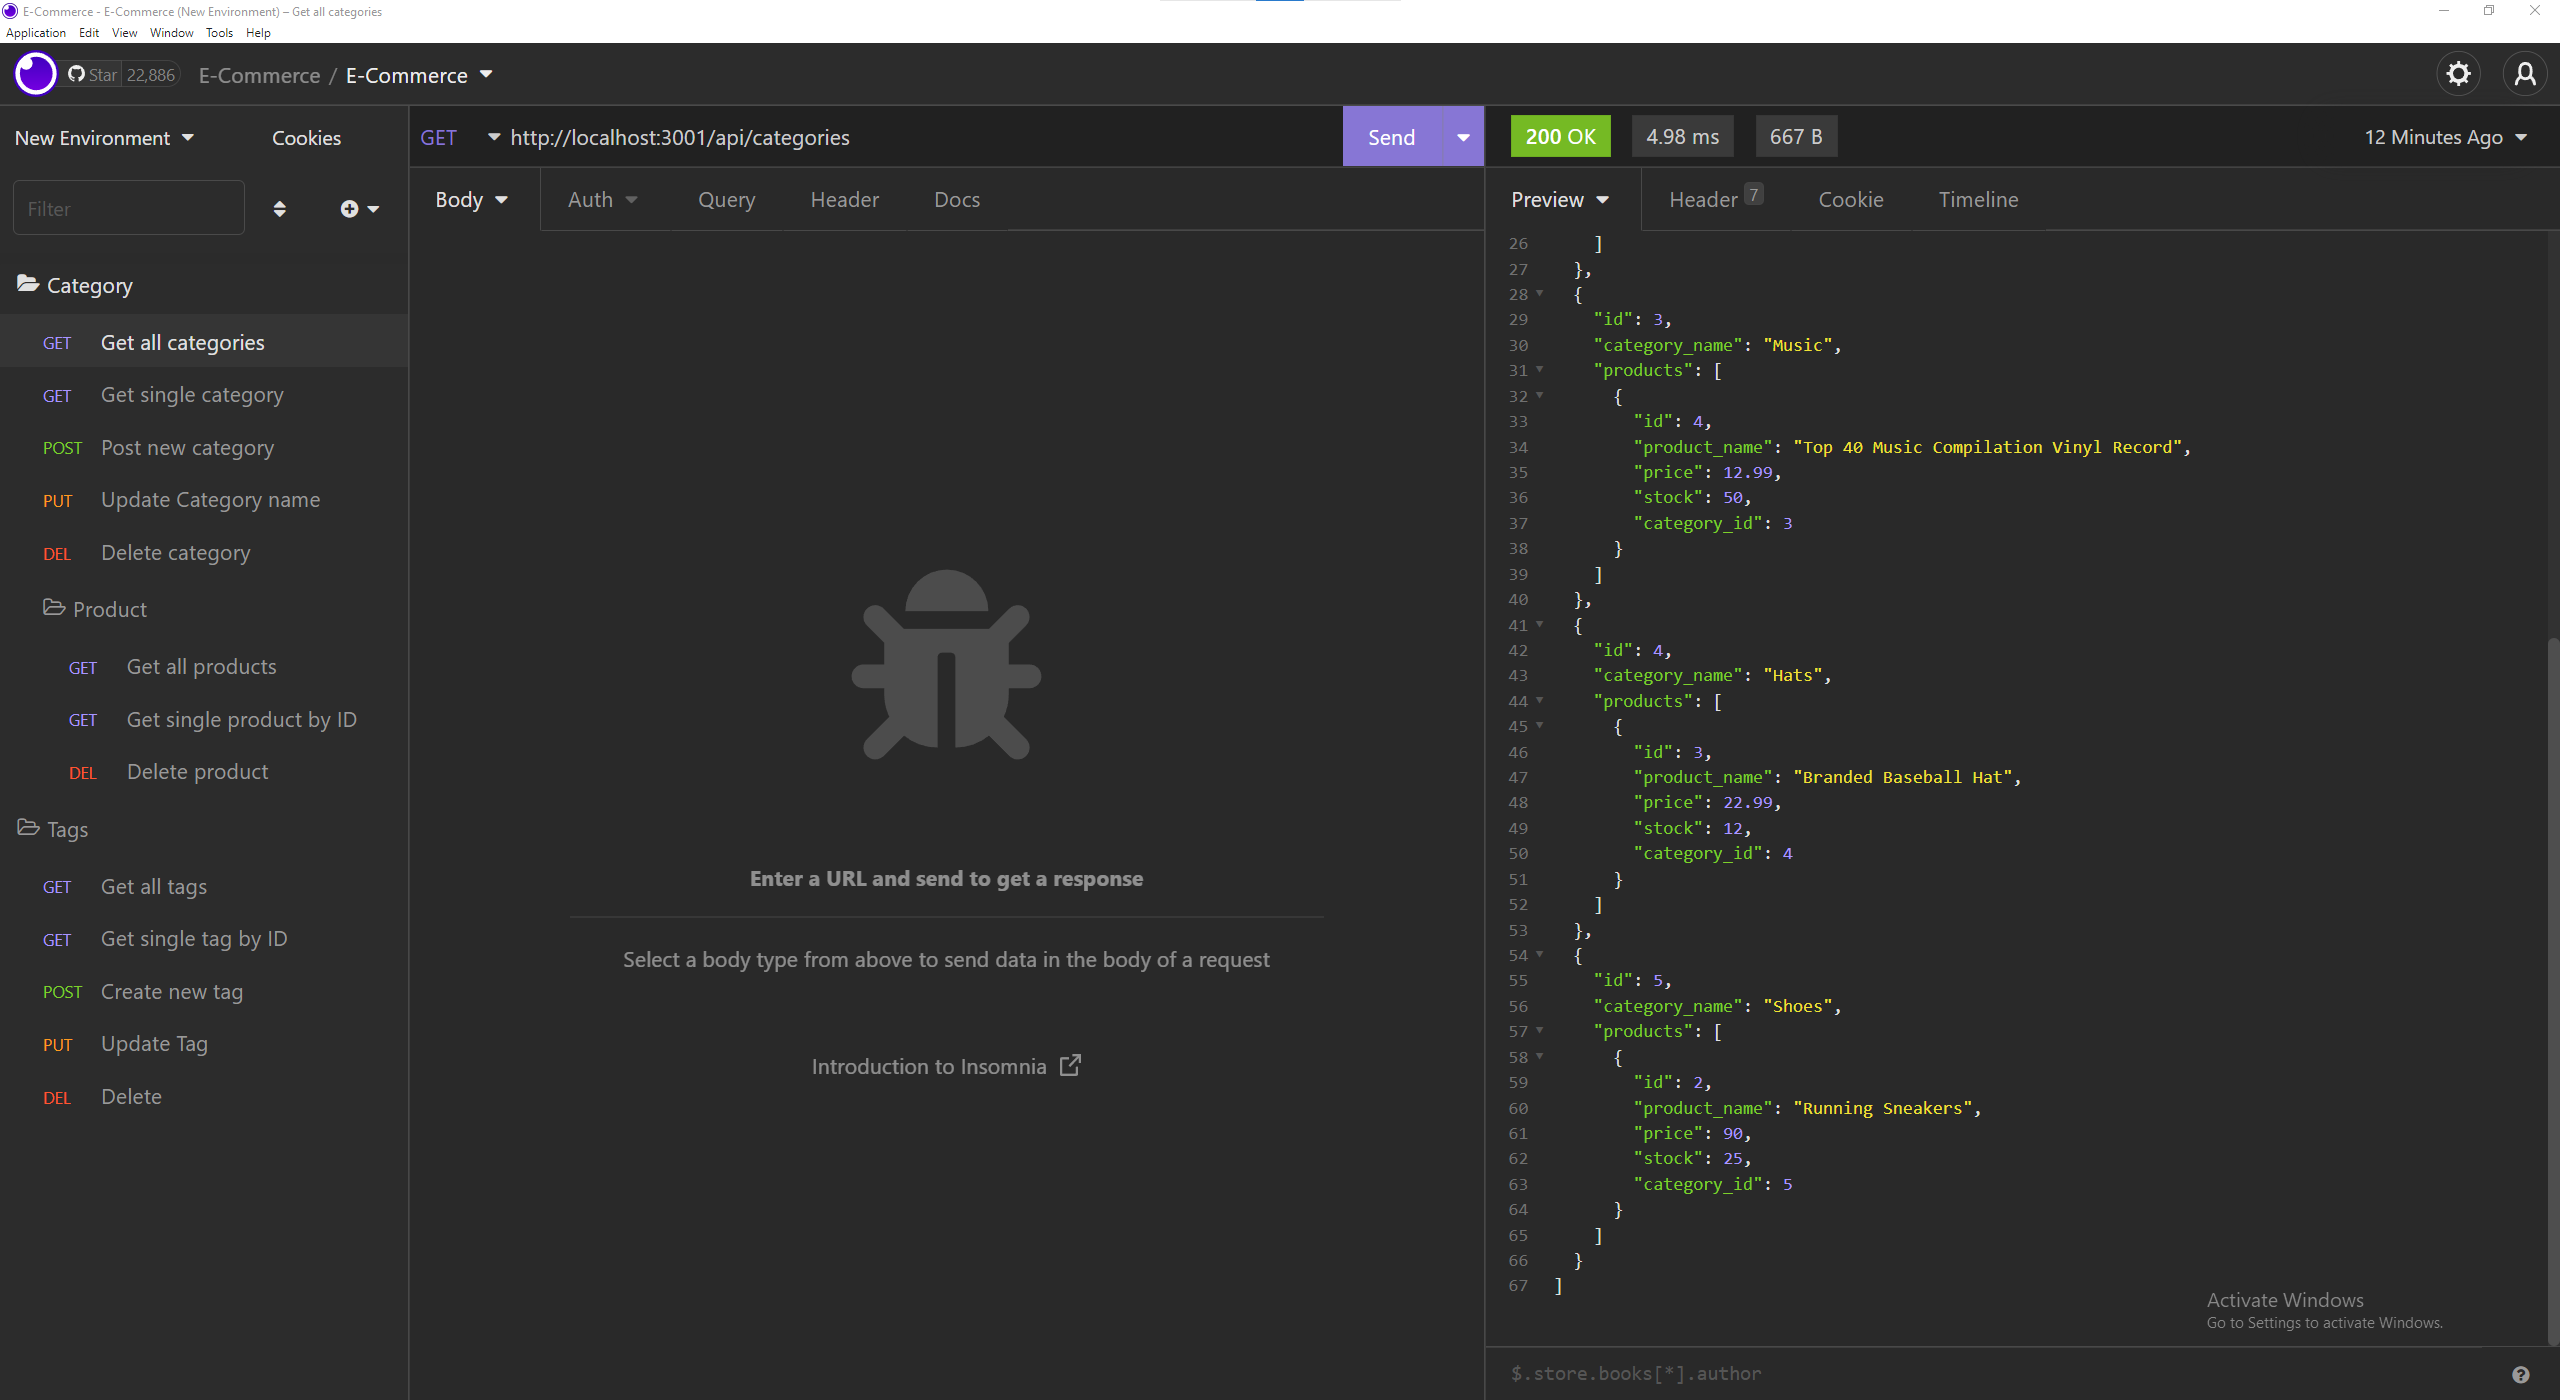 E-Commerce - E-Commerce (New Environment) – Get all categories
Application Edit View Window Tools Help
Star 22,886 E-Commerce / E-Commerce
New Environment Cookies
Filter
Category
GET Get all categories
GET Get single category
POST Post new category
PUT Update Category name
DEL Delete category
Product
GET Get all products
GET Get single product by ID
DEL Delete product
Tags
GET Get all tags
GET Get single tag by ID
POST Create new tag
PUT Update Tag
DEL Delete
GET http://localhost:3001/api/categories Send
Body Auth Query Header Docs
Enter a URL and send to get a response
Select a body type from above to send data in the body of a request
Introduction to Insomnia
200 OK 4.98 ms 667 B 12 Minutes Ago
Preview Header 7 Cookie Timeline
26 ]
27 },
28 {
29 "id": 3,
30 "category_name": "Music",
31 "products": [
32 {
33 "id": 4,
34 "product_name": "Top 40 Music Compilation Vinyl Record",
35 "price": 12.99,
36 "stock": 50,
37 "category_id": 3
38 }
39 ]
40 },
41 {
42 "id": 4,
43 "category_name": "Hats",
44 "products": [
45 {
46 "id": 3,
47 "product_name": "Branded Baseball Hat",
48 "price": 22.99,
49 "stock": 12,
50 "category_id": 4
51 }
52 ]
53 },
54 {
55 "id": 5,
56 "category_name": "Shoes",
57 "products": [
58 {
59 "id": 2,
60 "product_name": "Running Sneakers",
61 "price": 90,
62 "stock": 25,
63 "category_id": 5
64 }
65 ]
66 }
67 ]
Activate Windows
Go to Settings to activate Windows.
$.store.books[*].author